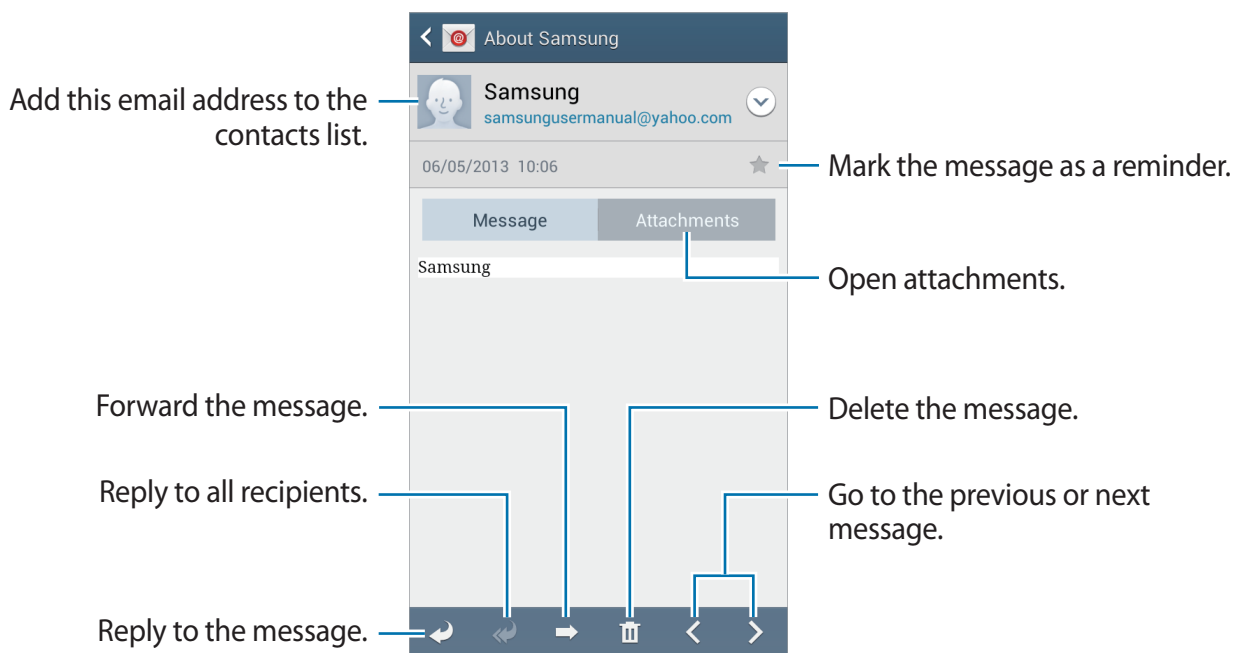 About Samsung
Add this email address to the
contacts list.
Samsung
samsungusermanual@yahoo.com
06/05/2013 10:06
Mark the message as a reminder.
Message
Attachments
Samsung
Open attachments.
Forward the message.
Delete the message.
Reply to all recipients.
Go to the previous or next
message.
Reply to the message.